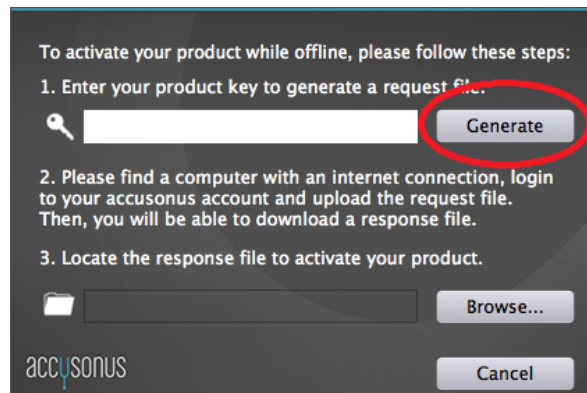 To activate your product while offline, please follow these steps:
1. Enter your product key to generate a request file.
Generate
2. Please find a computer with an internet connection, login
to your accusonus account and upload the request file.
Then, you will be able to download a response file.
3. Locate the response file to activate your product.
Browse...
accusonus
Cancel